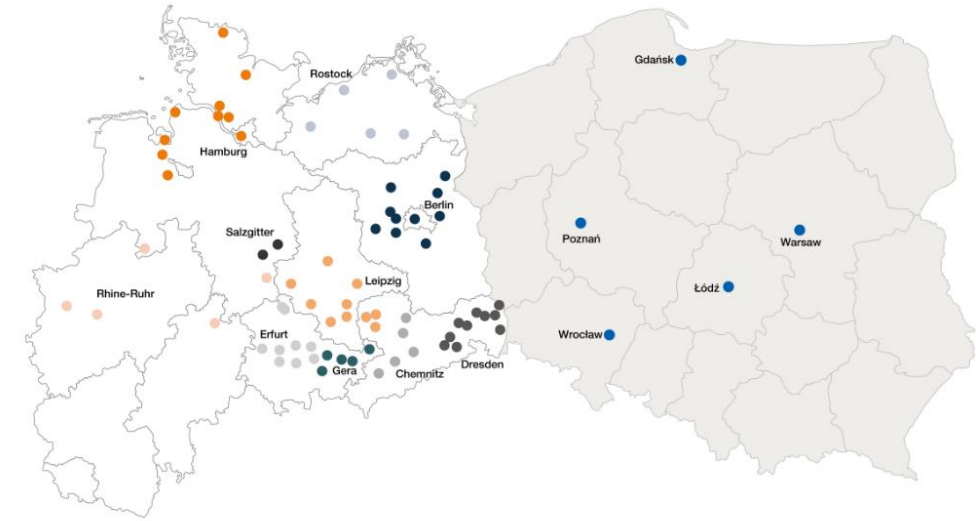 Gdańsk
Rostock
Hamburg
Berlin
Salzgitter
Poznań
Warsaw
Leipzig
Łódź
Rhine-Ruhr
Erfurt
Wrocław
Dresden
Gera
Chemnitz